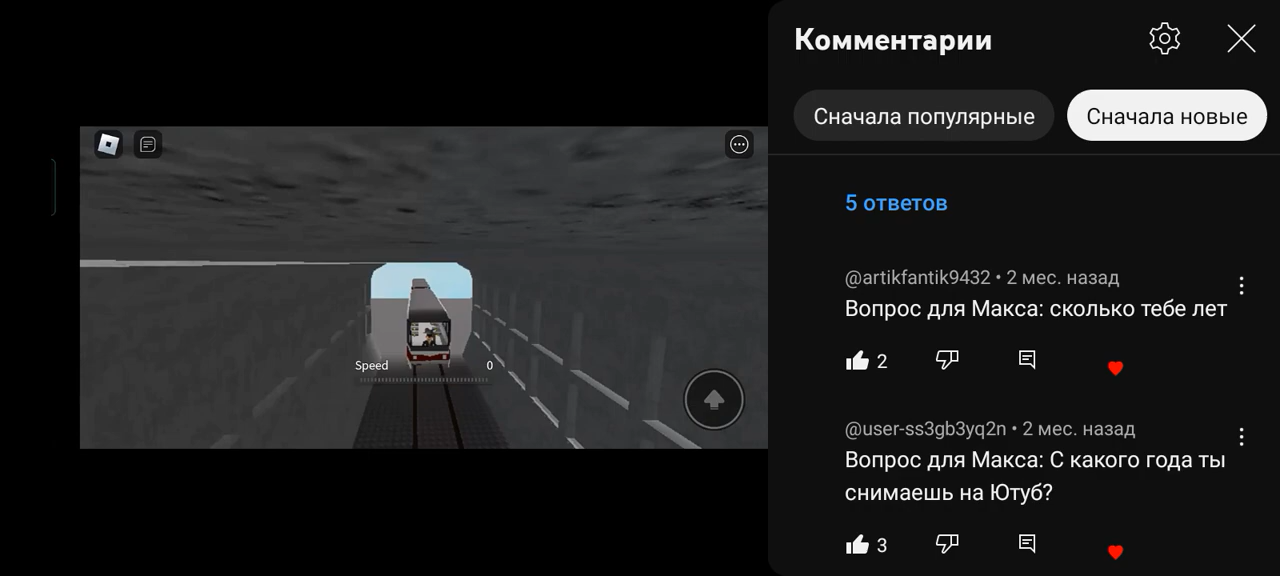 Speed 0
Комментарии
Сначала популярные
Сначала новые
5 ответов
@artikfantik9432 • 2 мес. назад
Вопрос для Макса: сколько тебе лет
2
@user-ss3gb3yq2n • 2 мес. назад
Вопрос для Макса: С какого года ты
снимаешь на Ютуб?
3